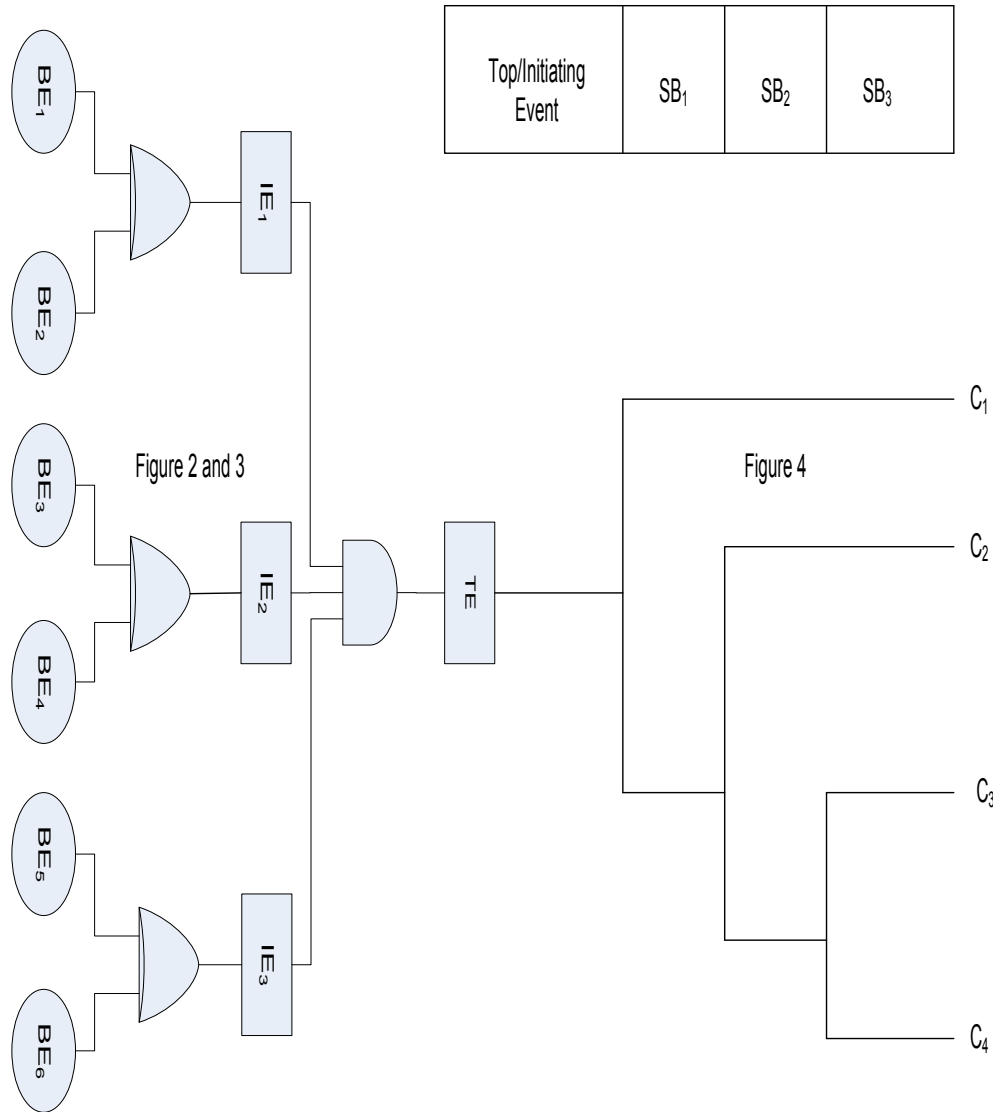 Top/Initiating
Event
SB₁
SB₂
SB₃
BE₁
BE₂
BE₃
BE₄
BE₅
BE₆
IE₁
IE₂
IE₃
Figure 2 and 3
TE
Figure 4
C₁
C₂
C₃
C₄